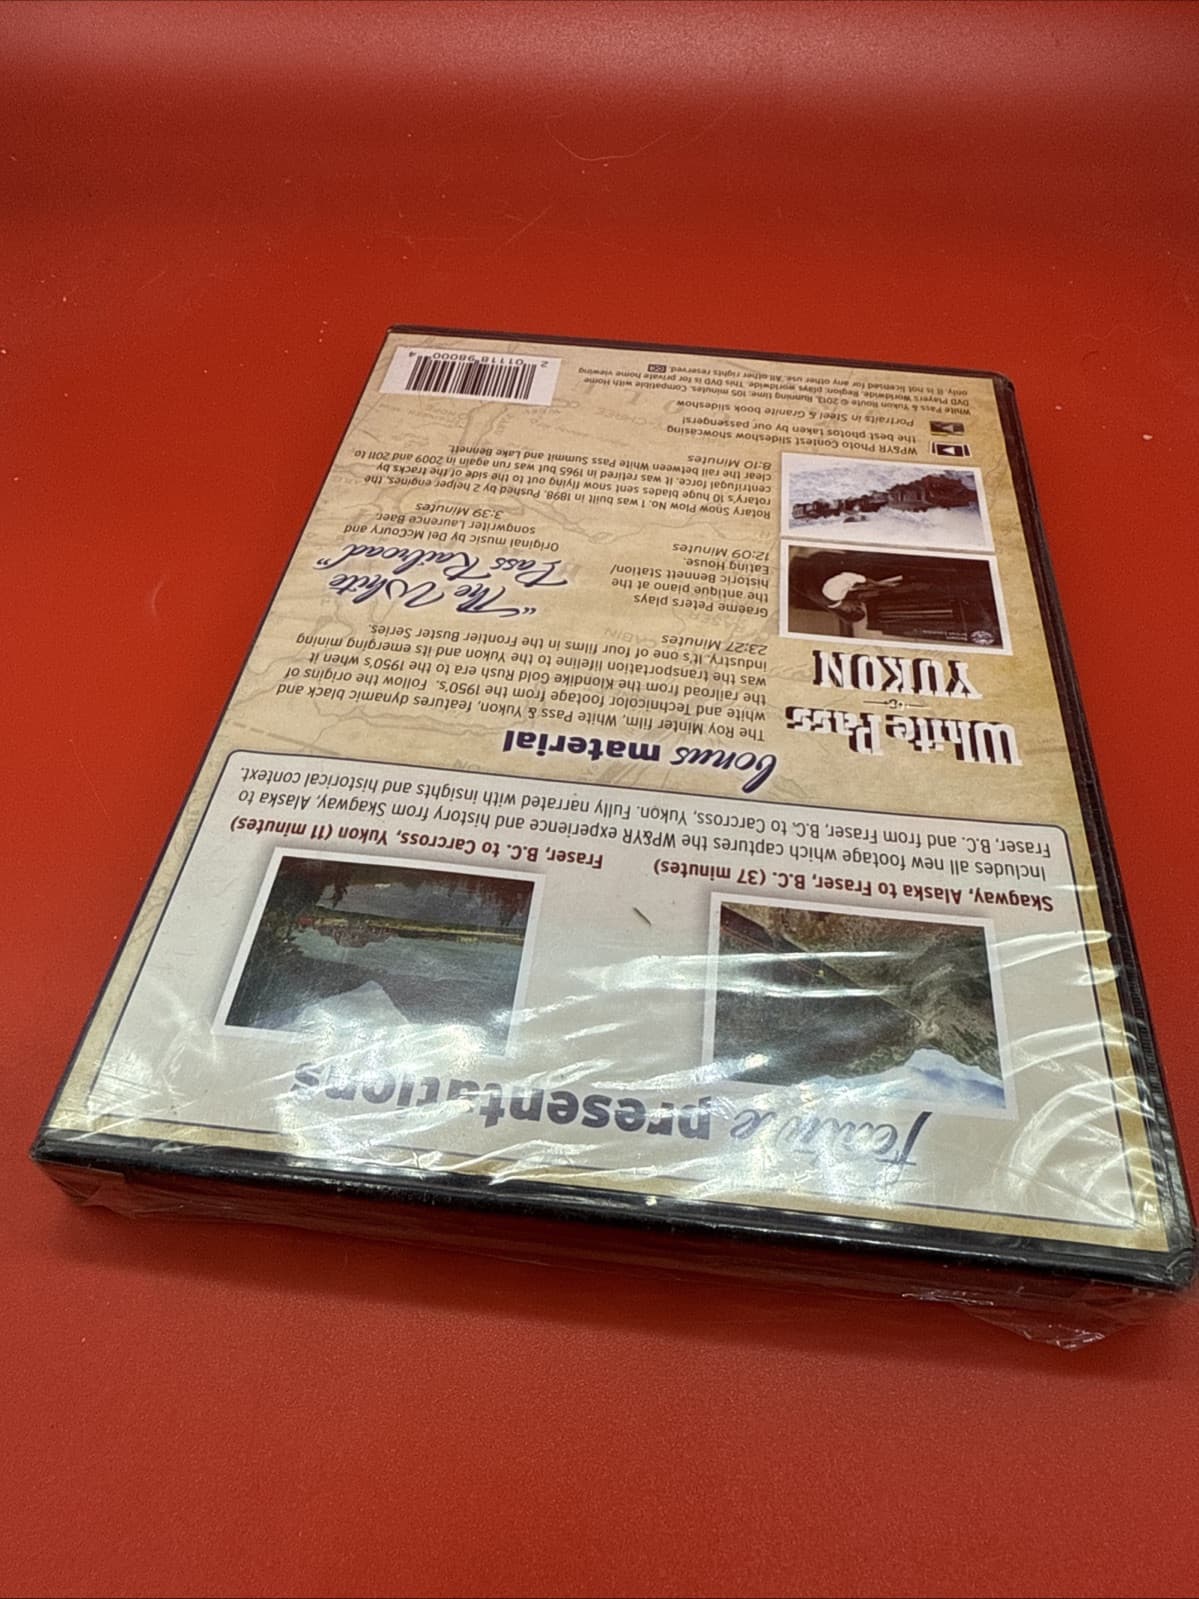 feature presentations
Skagway, Alaska to Fraser, B.C. (37 minutes)
Fraser, B.C. to Carcross, Yukon (11 minutes)
Includes all new footage which captures the WP&YR experience and history from Skagway, Alaska to
Fraser, B.C. and from Fraser, B.C. to Carcross, Yukon. Fully narrated with insights and historical context.
bonus material
White Pass
YUKON
The Roy Minter film, White Pass & Yukon, features dynamic black and
white and Technicolor footage from the 1950's. Follow the origins of
the railroad from the Klondike Gold Rush era to the 1950's when it
was the transportation lifeline to the Yukon and its emerging mining
industry. It's one of four films in the Frontier Buster Series.
23:27 Minutes
Graeme Peters plays
the antique piano at the
historic Bennett Station/
Eating House.
12:09 Minutes
"The White
Pass Railroad"
Original music by Del McCoury and
songwriter Laurence Baer.
3:39 Minutes
Rotary Snow Plow No. 1 was built in 1898. Pushed by 2 helper engines, the
rotary's 10 huge blades sent snow flying out to the side of the tracks by
centrifugal force. It was retired in 1965 but was run again in 2009 and 2011 to
clear the rail between White Pass Summit and Lake Bennett.
8:10 Minutes
WP&YR Photo Contest Slideshow showcasing
the best photos taken by our passengers!
Portraits in Steel & Granite book slideshow
White Pass & Yukon Route © 2013. Running time: 105 minutes. Compatible with Home
DVD Players Worldwide. Region: plays worldwide. This DVD is for private home viewing
only. It is not licensed for any other use. All other rights reserved.
2 01118 98000 4